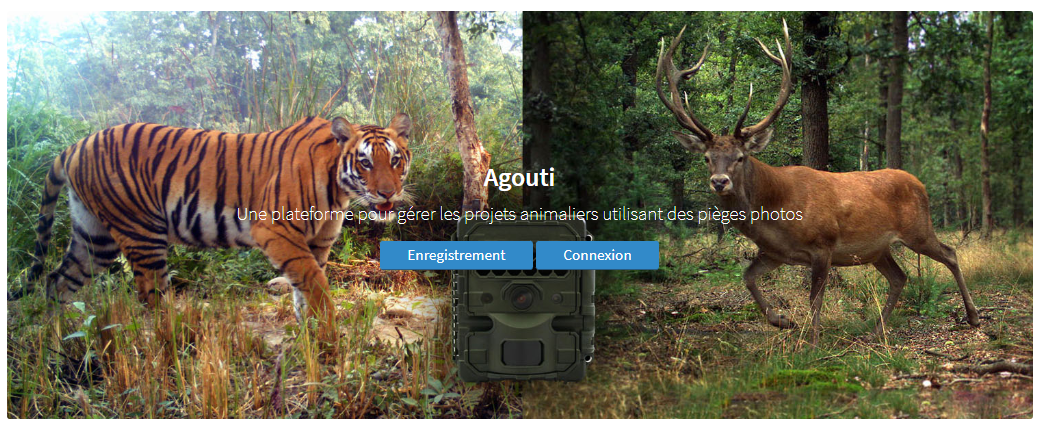 Agouti
Une plateforme pour gérer les projets animaliers utilisant des pièges photos
Enregistrement Connexion